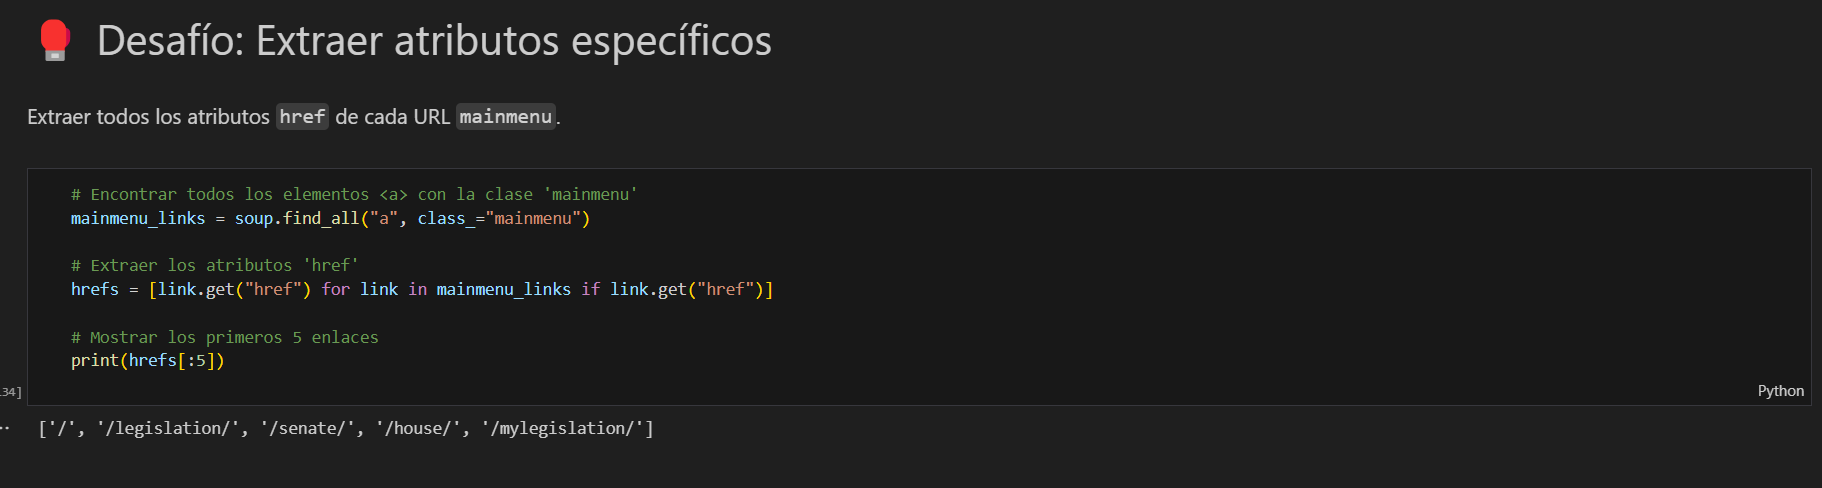 Desafío: Extraer atributos específicos
Extraer todos los atributos href de cada URL mainmenu.
# Encontrar todos los elementos <a> con la clase 'mainmenu'
mainmenu_links = soup.find_all("a", class_="mainmenu")
# Extraer los atributos 'href'
hrefs = [link.get("href") for link in mainmenu_links if link.get("href")]
# Mostrar los primeros 5 enlaces
print(hrefs[:5])
34]
Python
['/', '/legislation/', '/senate/', '/house/', '/mylegislation/']